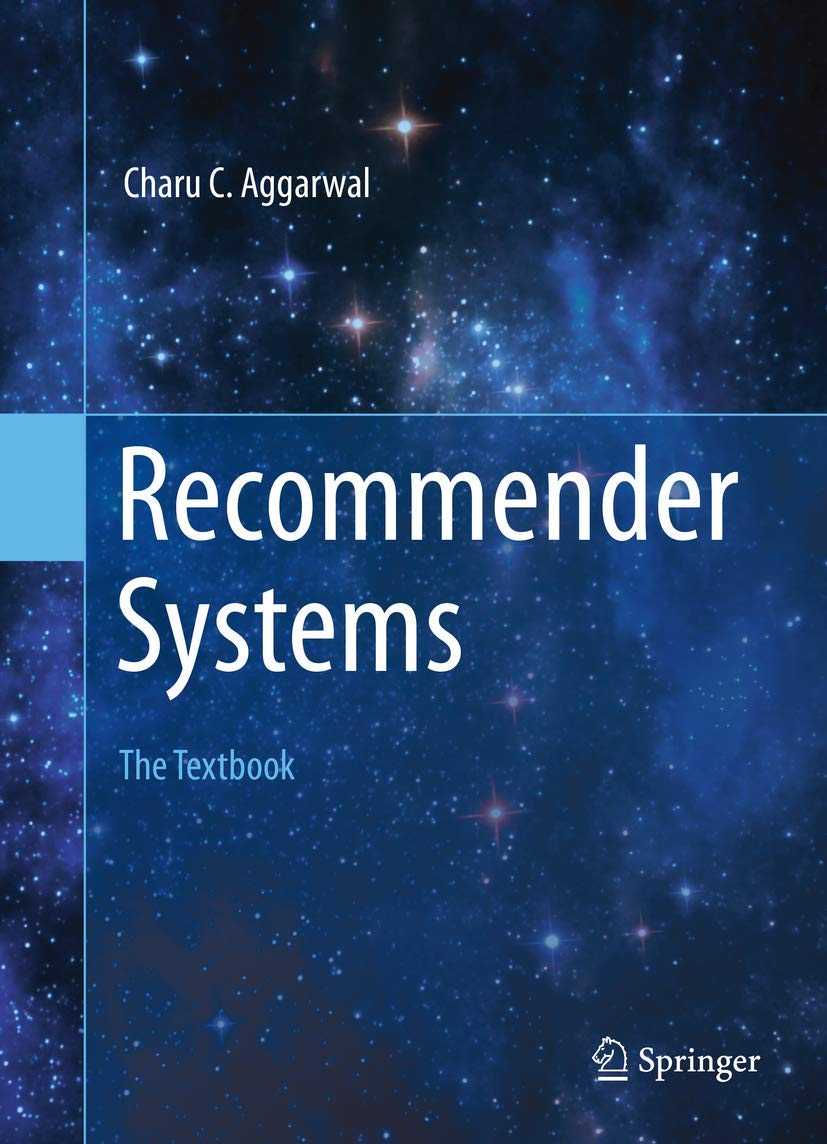 Charu C. Aggarwal
Recommender
Systems
The Textbook
Springer